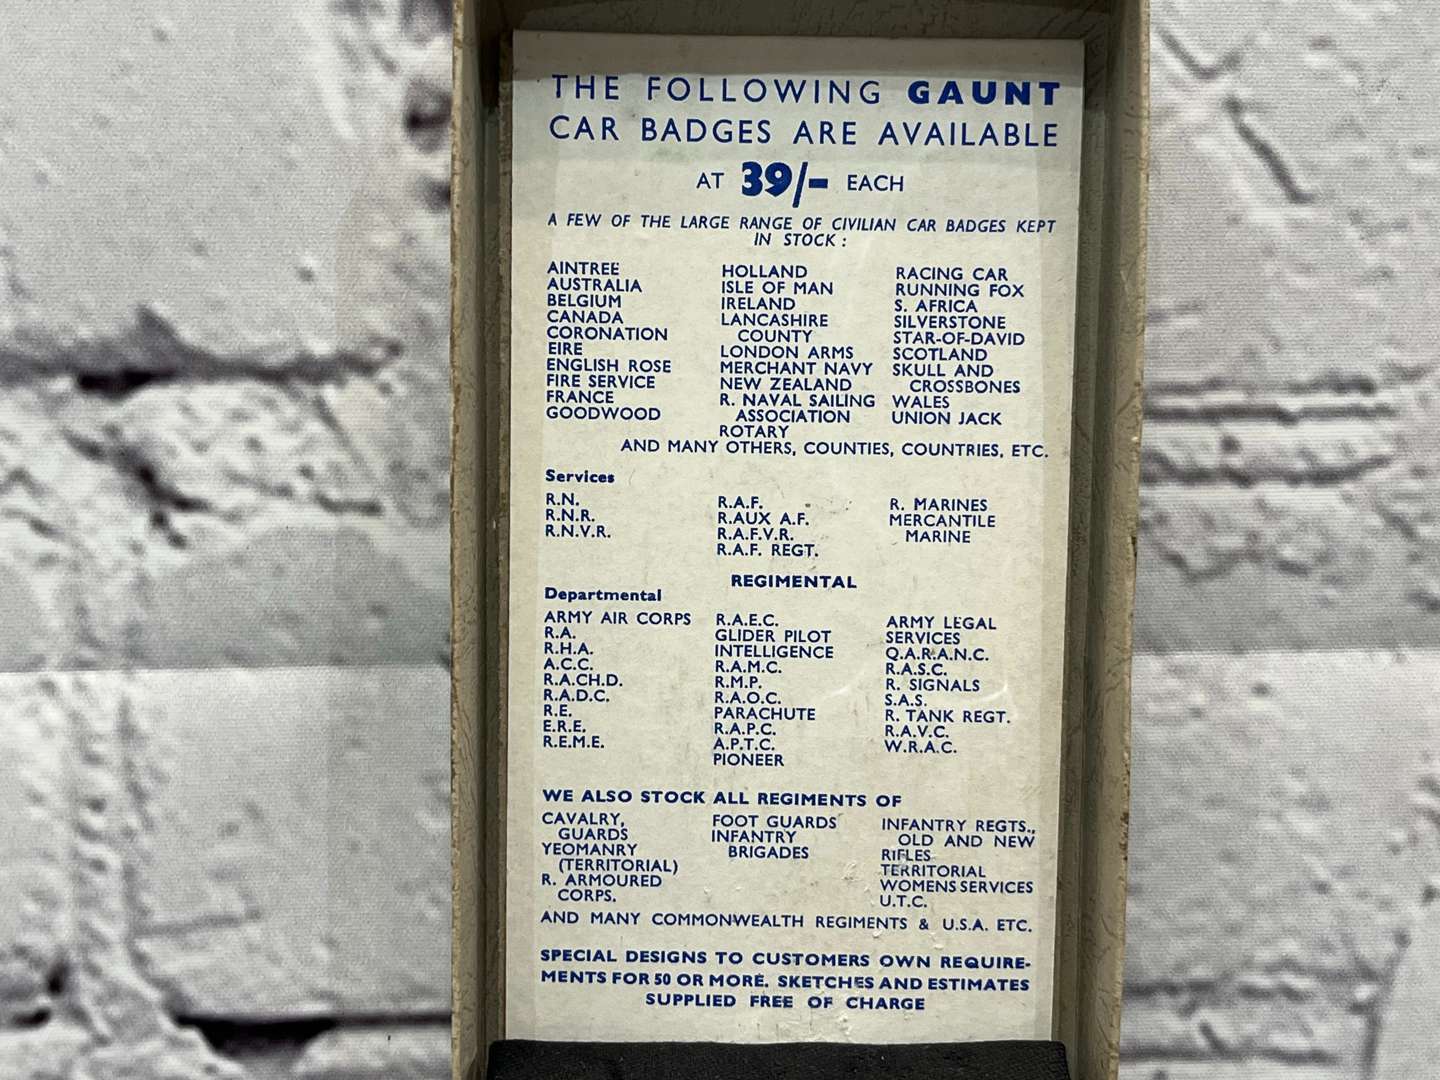 THE FOLLOWING GAUNT
CAR BADGES ARE AVAILABLE
AT 39/- EACH
A FEW OF THE LARGE RANGE OF CIVILIAN CAR BADGES KEPT
IN STOCK :
AINTREE
AUSTRALIA
BELGIUM
CANADA
CORONATION
EIRE
ENGLISH ROSE
FIRE SERVICE
FRANCE
GOODWOOD
HOLLAND
ISLE OF MAN
IRELAND
LANCASHIRE
COUNTY
LONDON ARMS
MERCHANT NAVY
NEW ZEALAND
R. NAVAL SAILING
ASSOCIATION
ROTARY
RACING CAR
RUNNING FOX
S. AFRICA
SILVERSTONE
STAR-OF-DAVID
SCOTLAND
SKULL AND
CROSSBONES
WALES
UNION JACK
AND MANY OTHERS, COUNTIES, COUNTRIES, ETC.
Services
R.N.
R.N.R.
R.N.V.R.
R.A.F.
R.AUX A.F.
R.A.F.V.R.
R.A.F. REGT.
R. MARINES
MERCANTILE
MARINE
REGIMENTAL
Departmental
ARMY AIR CORPS
R.A.
R.H.A.
A.C.C.
R.A.CH.D.
R.A.D.C.
R.E.
E.R.E.
R.E.M.E.
R.A.E.C.
GLIDER PILOT
INTELLIGENCE
R.A.M.C.
R.M.P.
R.A.O.C.
PARACHUTE
R.A.P.C.
A.P.T.C.
PIONEER
ARMY LEGAL
SERVICES
Q.A.R.A.N.C.
R.A.S.C.
R. SIGNALS
S.A.S.
R. TANK REGT.
R.A.V.C.
W.R.A.C.
WE ALSO STOCK ALL REGIMENTS OF
CAVALRY,
GUARDS
YEOMANRY
(TERRITORIAL)
R. ARMOURED
CORPS.
FOOT GUARDS
INFANTRY
BRIGADES
INFANTRY REGTS.,
OLD AND NEW
RIFLES
TERRITORIAL
WOMENS SERVICES
U.T.C.
AND MANY COMMONWEALTH REGIMENTS & U.S.A. ETC.
SPECIAL DESIGNS TO CUSTOMERS OWN REQUIRE-
MENTS FOR 50 OR MORE. SKETCHES AND ESTIMATES
SUPPLIED FREE OF CHARGE